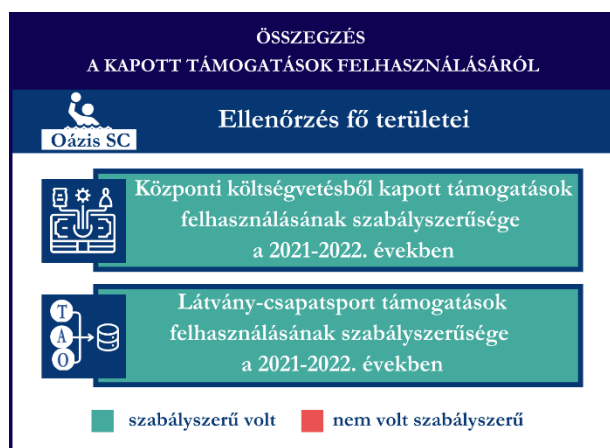 ÖSSZEGZÉS
A KAPOTT TÁMOGATÁSOK FELHASZNÁLÁSÁRÓL
Oázis SC
Ellenőrzés fő területei
Központi költségvetésből kapott támogatások
felhasználásának szabályszerűsége
a 2021-2022. években
T
A
O
Látvány-csapatsport támogatások
felhasználásának szabályszerűsége
a 2021-2022. években
szabályszerű volt
nem volt szabályszerű